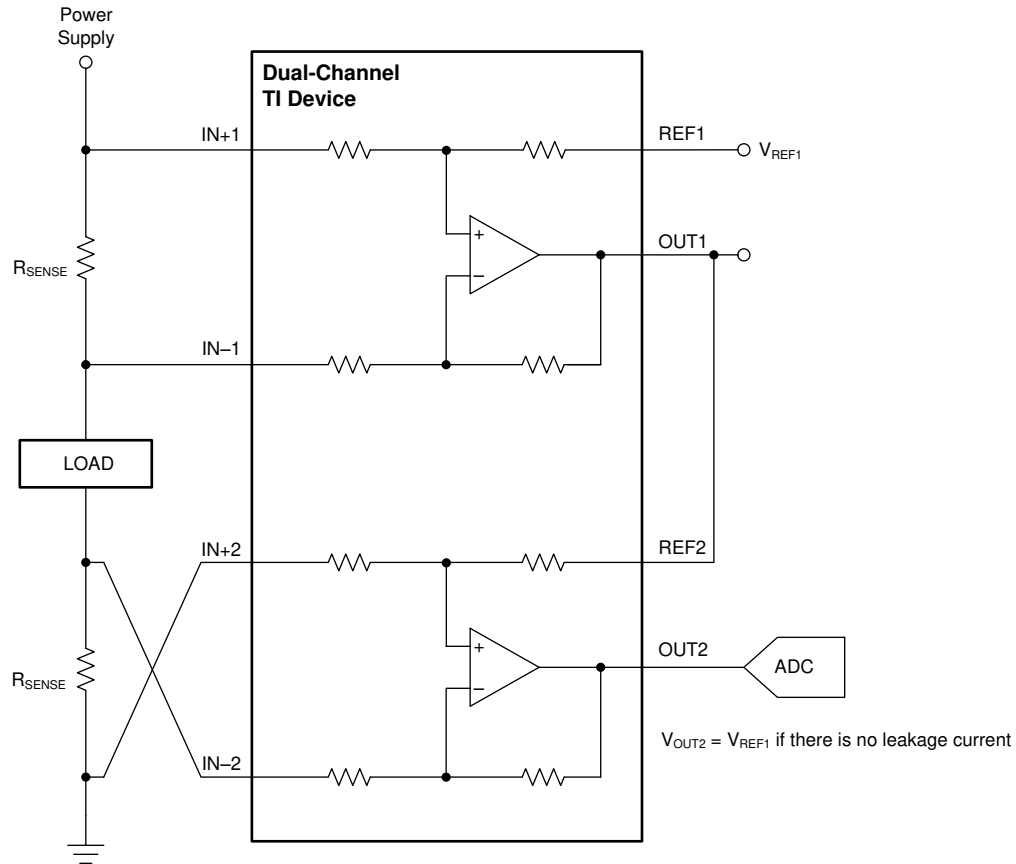 Power
Supply
Dual-Channel
TI Device
IN+1
REF1
VREF1
RSENSE
+
–
OUT1
IN–1
LOAD
IN+2
REF2
RSENSE
+
–
OUT2
ADC
VOUT2 = VREF1 if there is no leakage current
IN–2